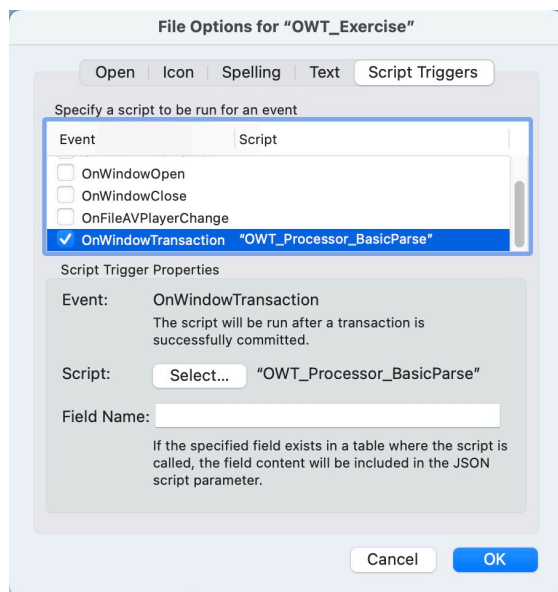 File Options for “OWT_Exercise”
Open Icon Spelling Text Script Triggers
Specify a script to be run for an event
Event Script
OnWindowOpen
OnWindowClose
OnFileAVPlayerChange
OnWindowTransaction “OWT_Processor_BasicParse”
Script Trigger Properties
Event: OnWindowTransaction
The script will be run after a transaction is
successfully committed.
Script: Select... “OWT_Processor_BasicParse”
Field Name:
If the specified field exists in a table where the script is
called, the field content will be included in the JSON
script parameter.
Cancel OK